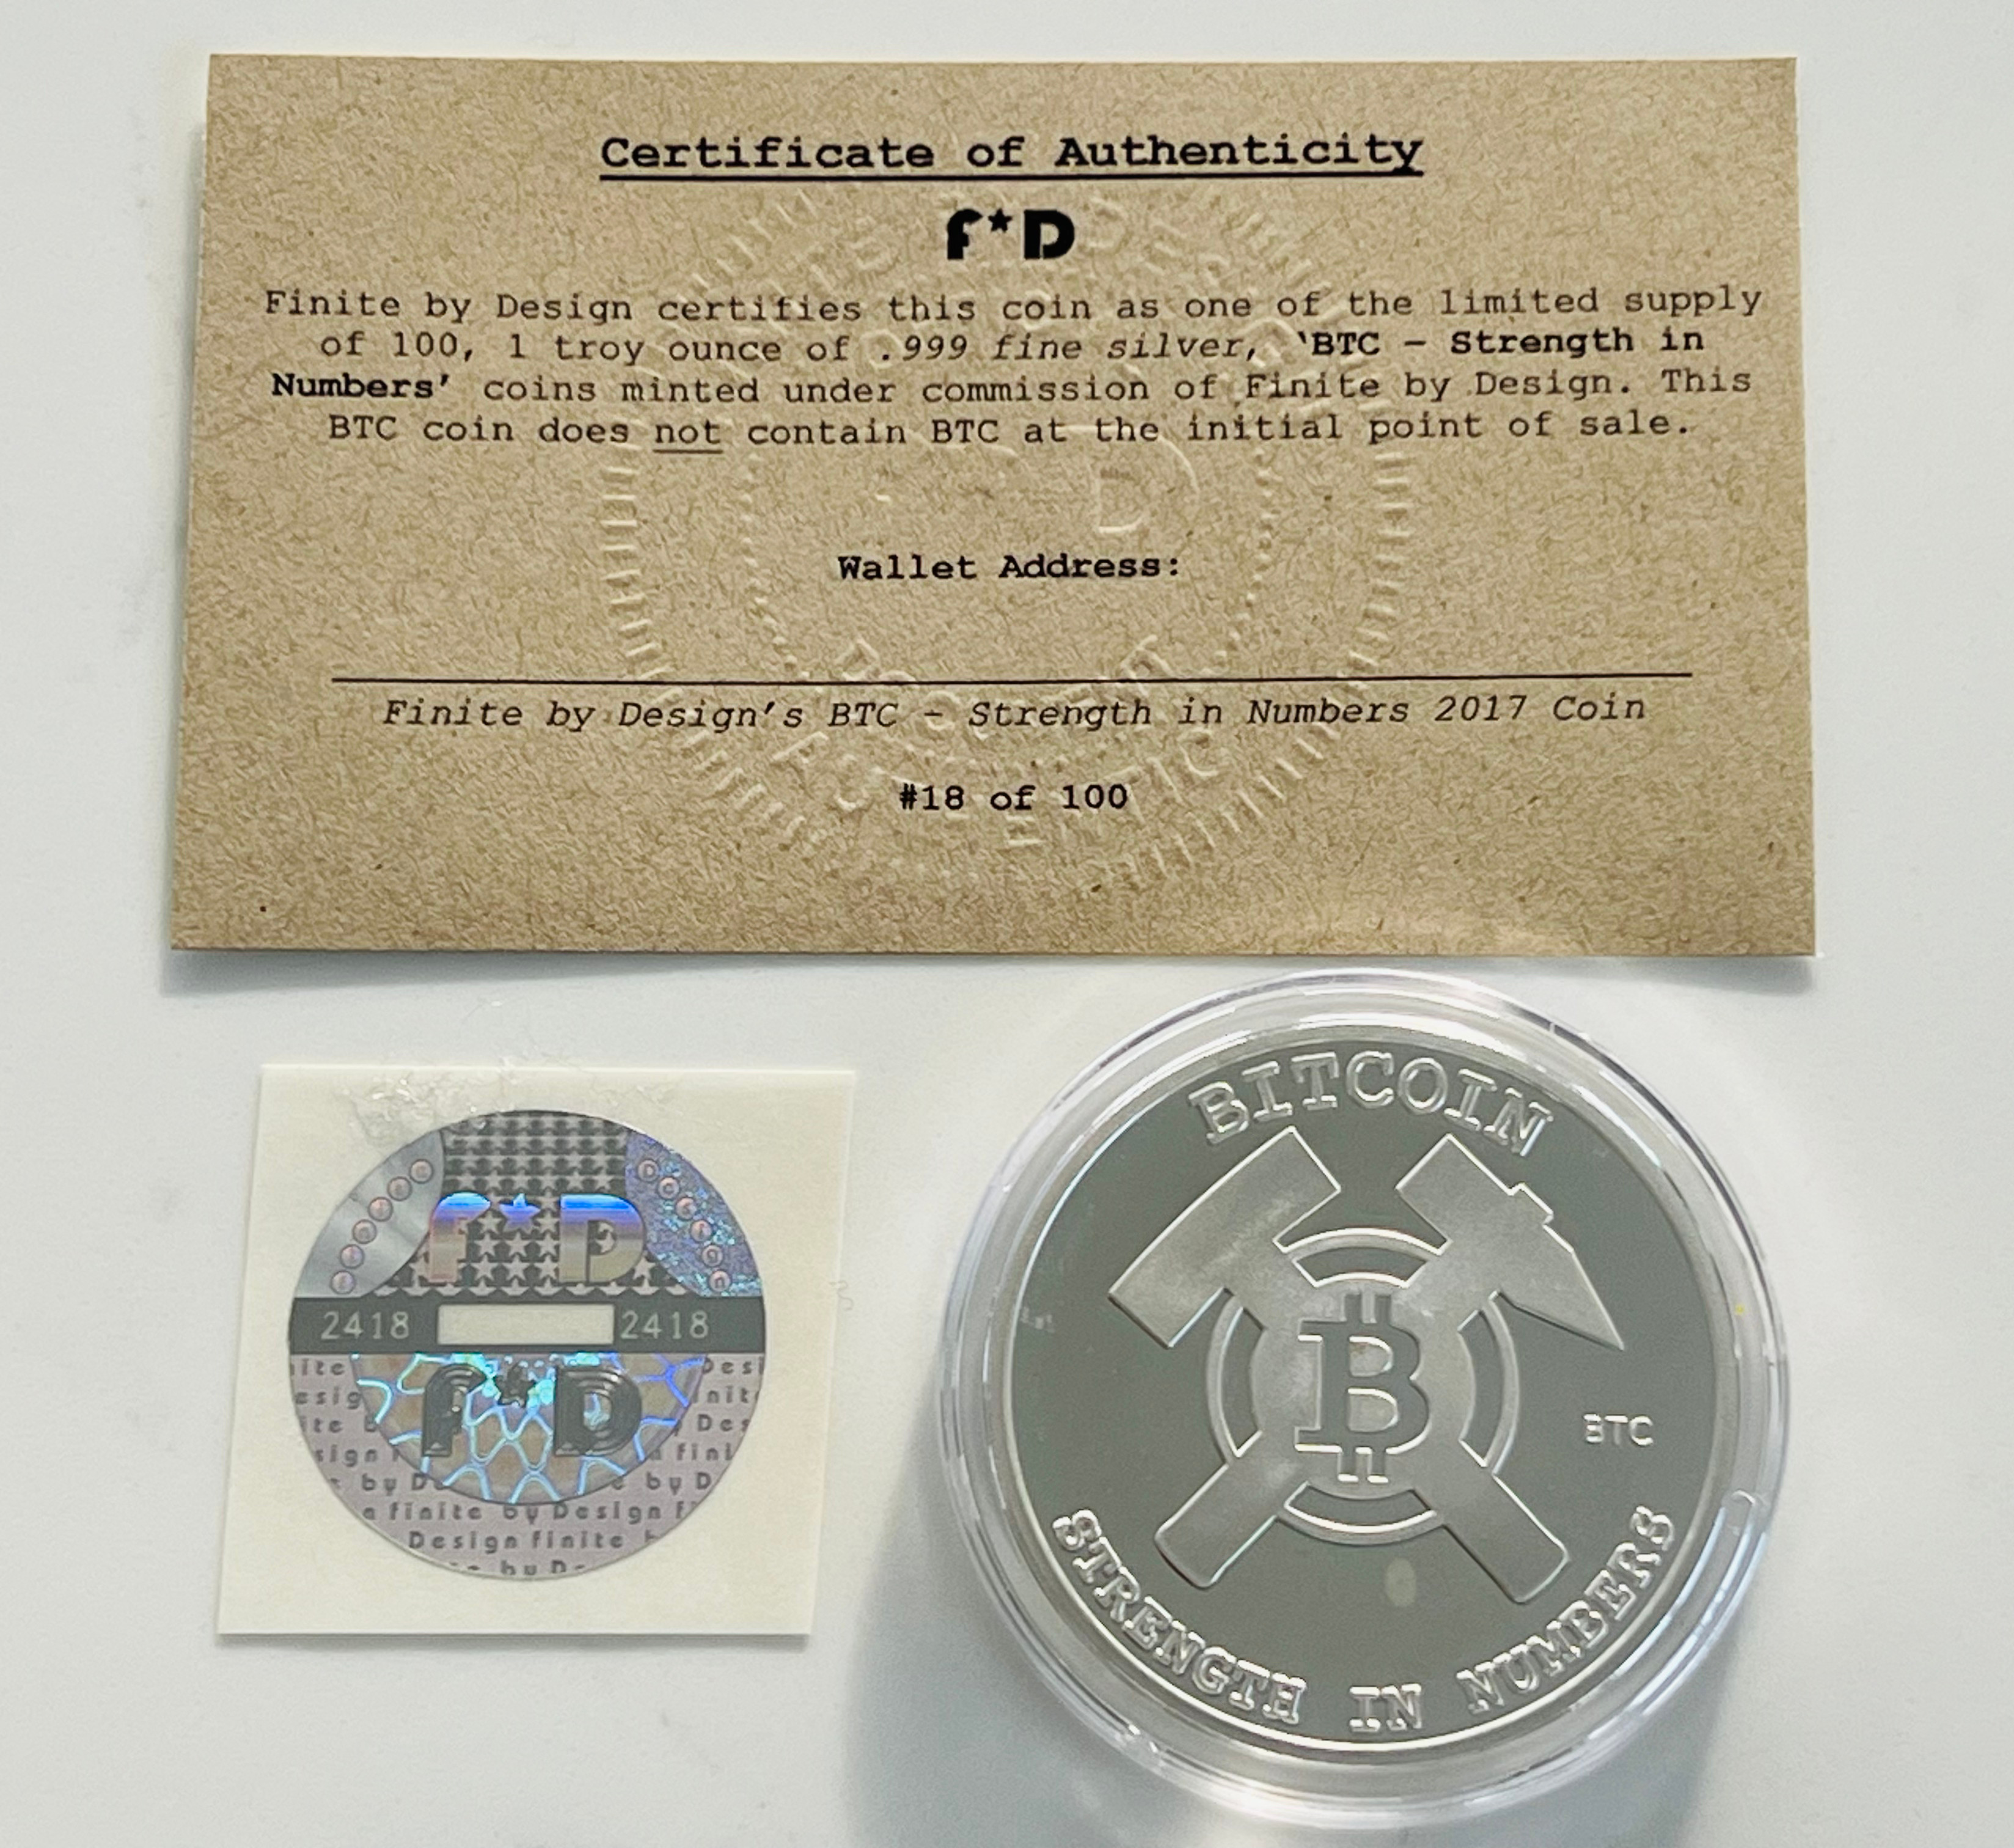 Certificate of Authenticity
f*D
Finite by Design certifies this coin as one of the limited supply
of 100, 1 troy ounce of .999 fine silver, ‘BTC – Strength in
Numbers’ coins minted under commission of Finite by Design. This
BTC coin does not contain BTC at the initial point of sale.
Wallet Address:
Finite by Design’s BTC – Strength in Numbers 2017 Coin
#18 of 100
f*D
2418 2418
f*D
finite by Design
Design finite
BITCOIN
B
BTC
STRENGTH IN NUMBERS